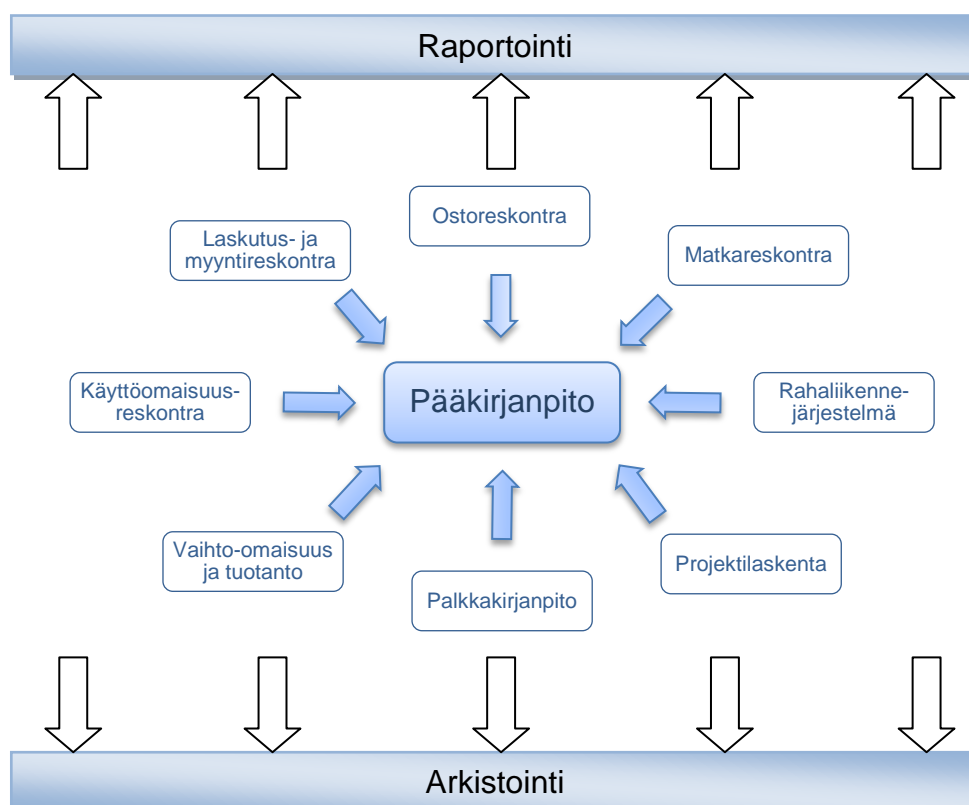 Raportointi
Ostoreskontra
Laskutus- ja
myyntireskontra
Matkareskontra
Käyttöomaisuus-
reskontra
Pääkirjanpito
Rahaliikenne-
järjestelmä
Vaihto-omaisuus
ja tuotanto
Projektilaskenta
Palkkakirjanpito
Arkistointi